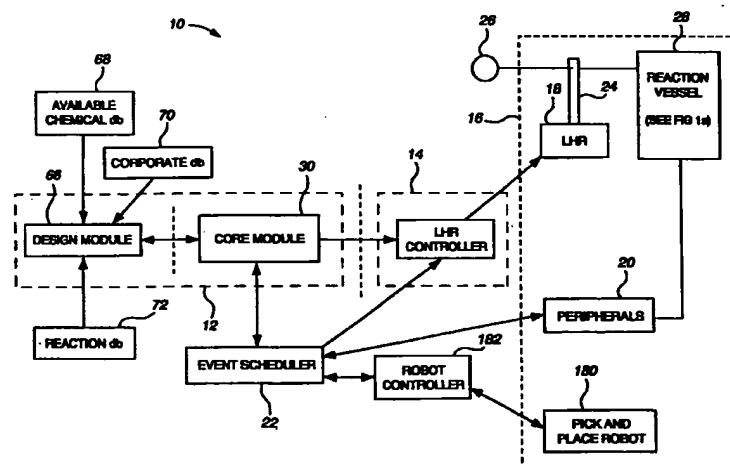 10
68
AVAILABLE
CHEMICAL db
70
CORPORATE db
66
DESIGN MODULE
30
CORE MODULE
12
REACTION db
72
14
LHR
CONTROLLER
EVENT SCHEDULER
22
182
ROBOT
CONTROLLER
26
16
18
24
LHR
28
REACTION
VESSEL
(SEE FIG 1a)
20
PERIPHERALS
180
PICK AND
PLACE ROBOT